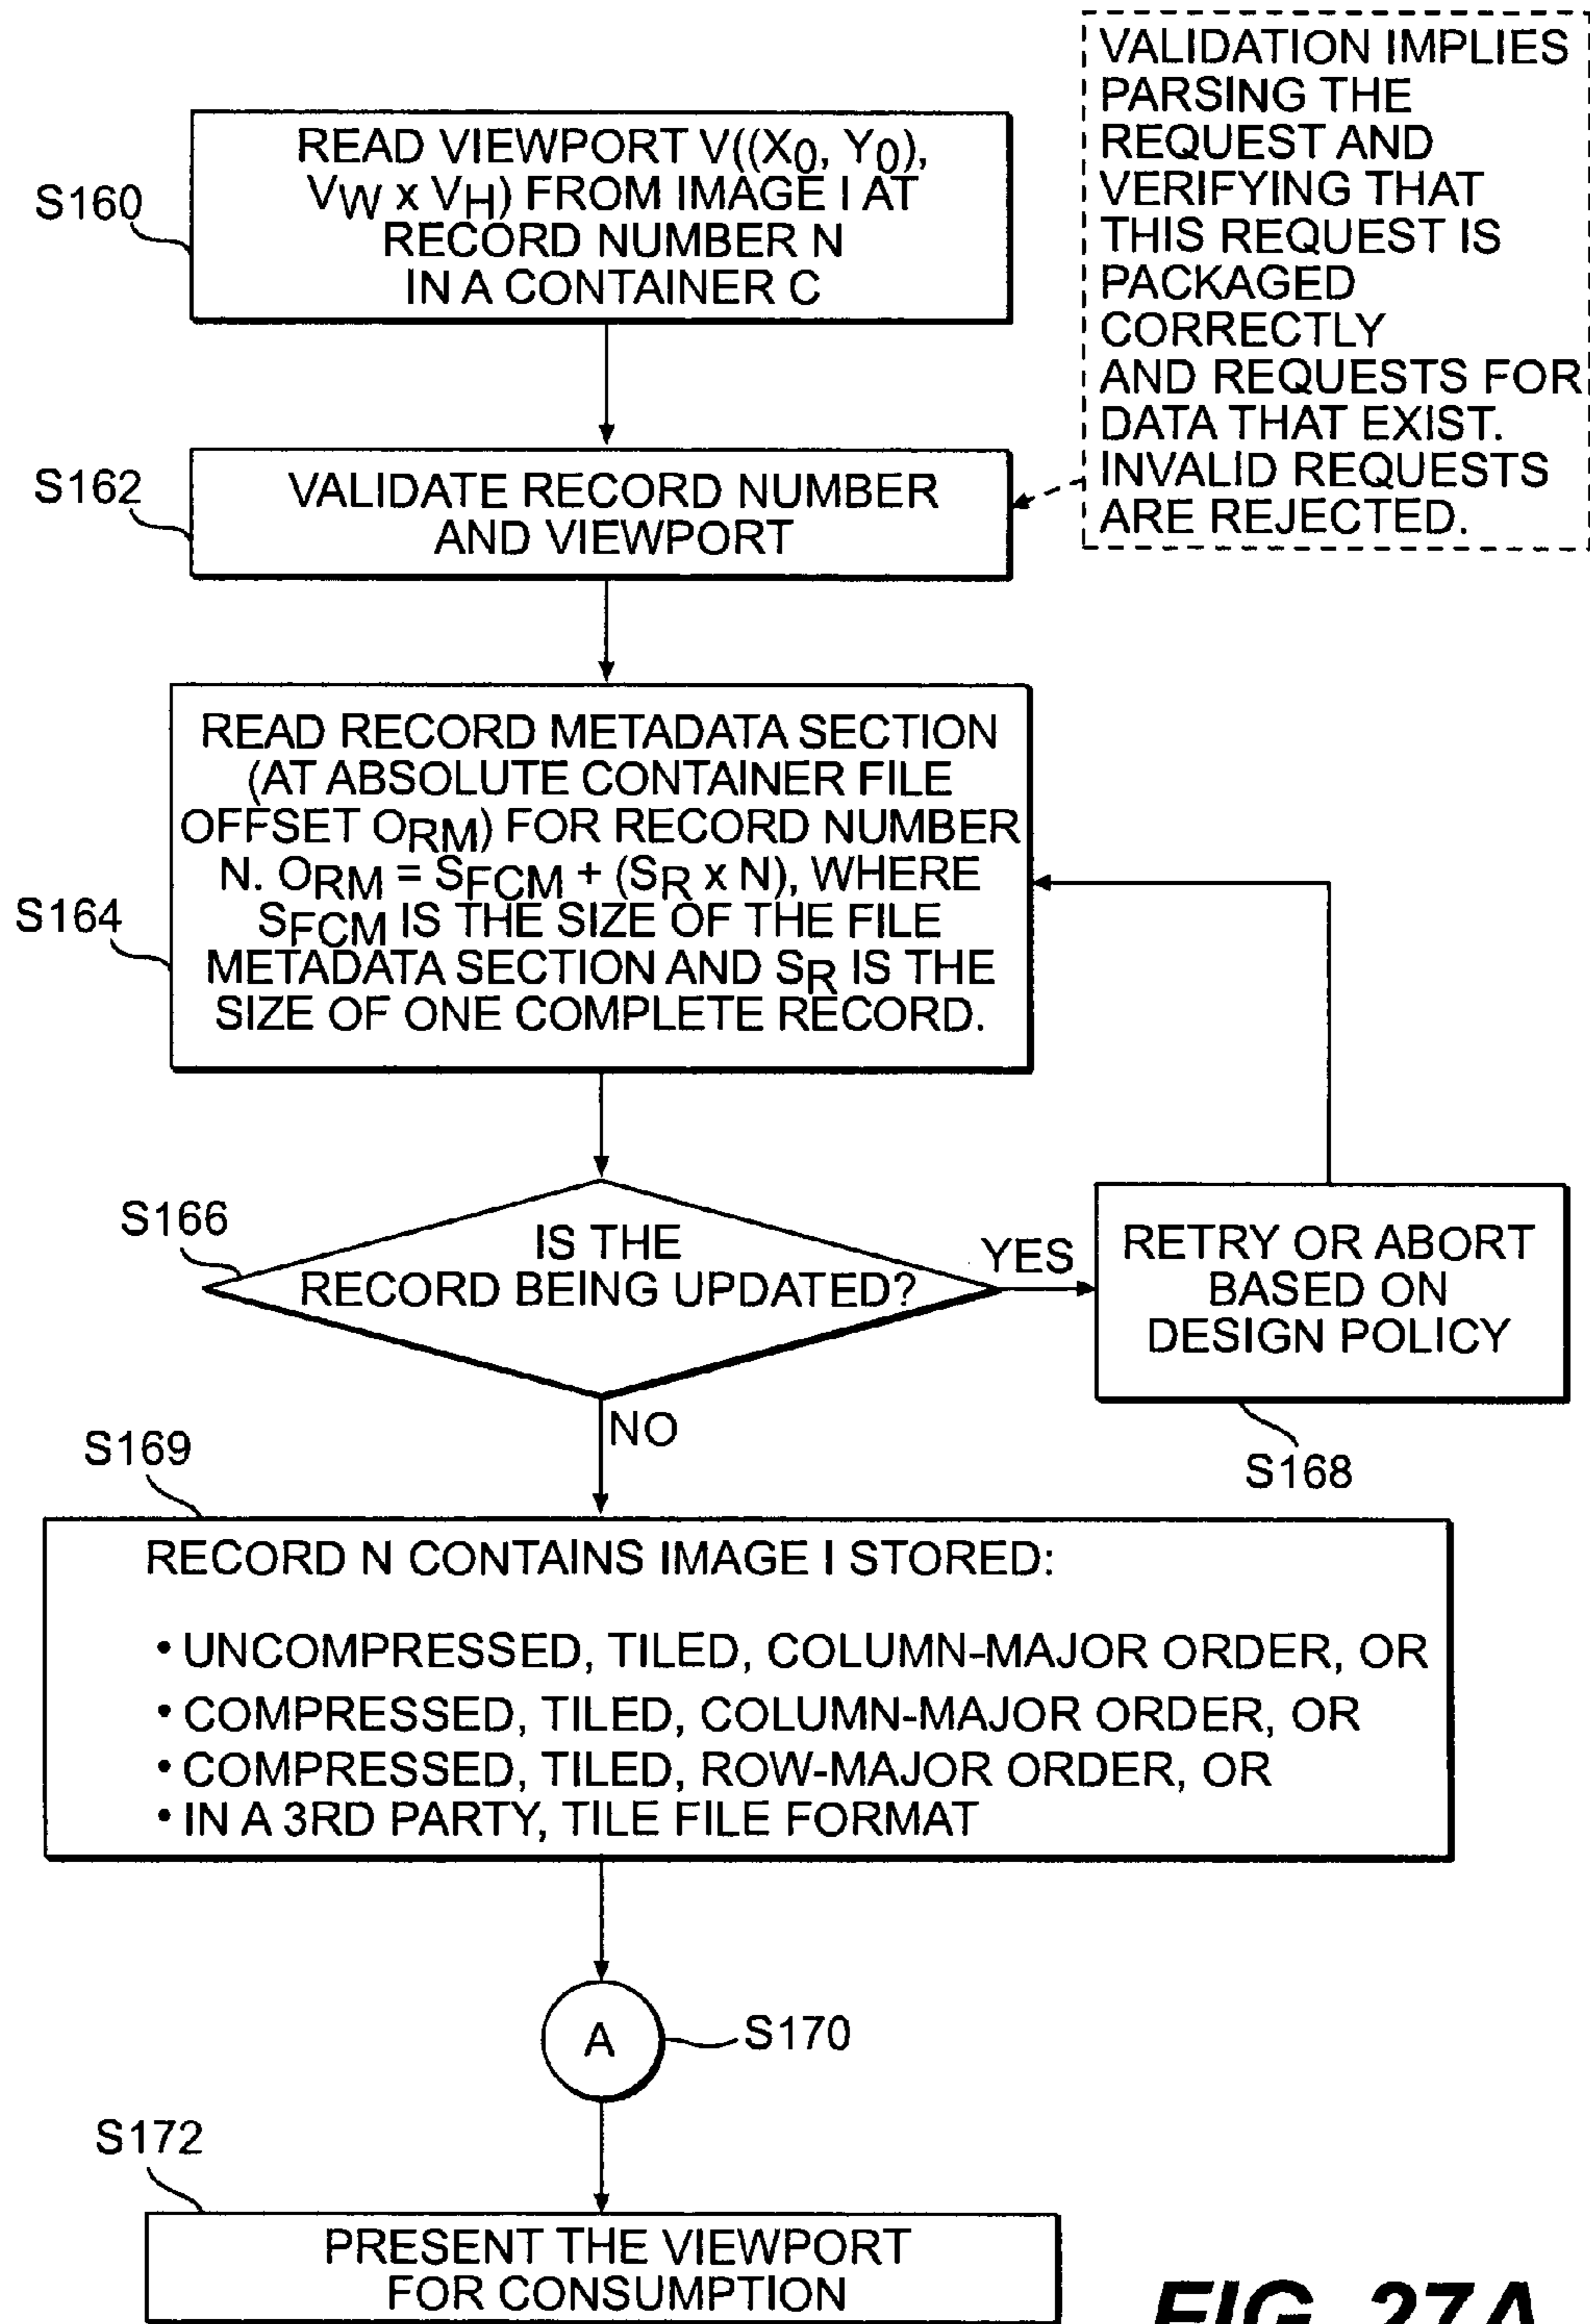 VALIDATION IMPLIES
PARSING THE
REQUEST AND
VERIFYING THAT
THIS REQUEST IS
PACKAGED
CORRECTLY
AND REQUESTS FOR
DATA THAT EXIST.
INVALID REQUESTS
ARE REJECTED.
S160
READ VIEWPORT V((X0, Y0),
VW x VH) FROM IMAGE I AT
RECORD NUMBER N
IN A CONTAINER C
S162
VALIDATE RECORD NUMBER
AND VIEWPORT
S164
READ RECORD METADATA SECTION
(AT ABSOLUTE CONTAINER FILE
OFFSET ORM) FOR RECORD NUMBER
N. ORM = SFCM + (SR x N), WHERE
SFCM IS THE SIZE OF THE FILE
METADATA SECTION AND SR IS THE
SIZE OF ONE COMPLETE RECORD.
S166
IS THE
RECORD BEING UPDATED?
YES
RETRY OR ABORT
BASED ON
DESIGN POLICY
S168
NO
S169
RECORD N CONTAINS IMAGE I STORED:
• UNCOMPRESSED, TILED, COLUMN-MAJOR ORDER, OR
• COMPRESSED, TILED, COLUMN-MAJOR ORDER, OR
• COMPRESSED, TILED, ROW-MAJOR ORDER, OR
• IN A 3RD PARTY, TILE FILE FORMAT
A
S170
S172
PRESENT THE VIEWPORT
FOR CONSUMPTION
FIG. 27A